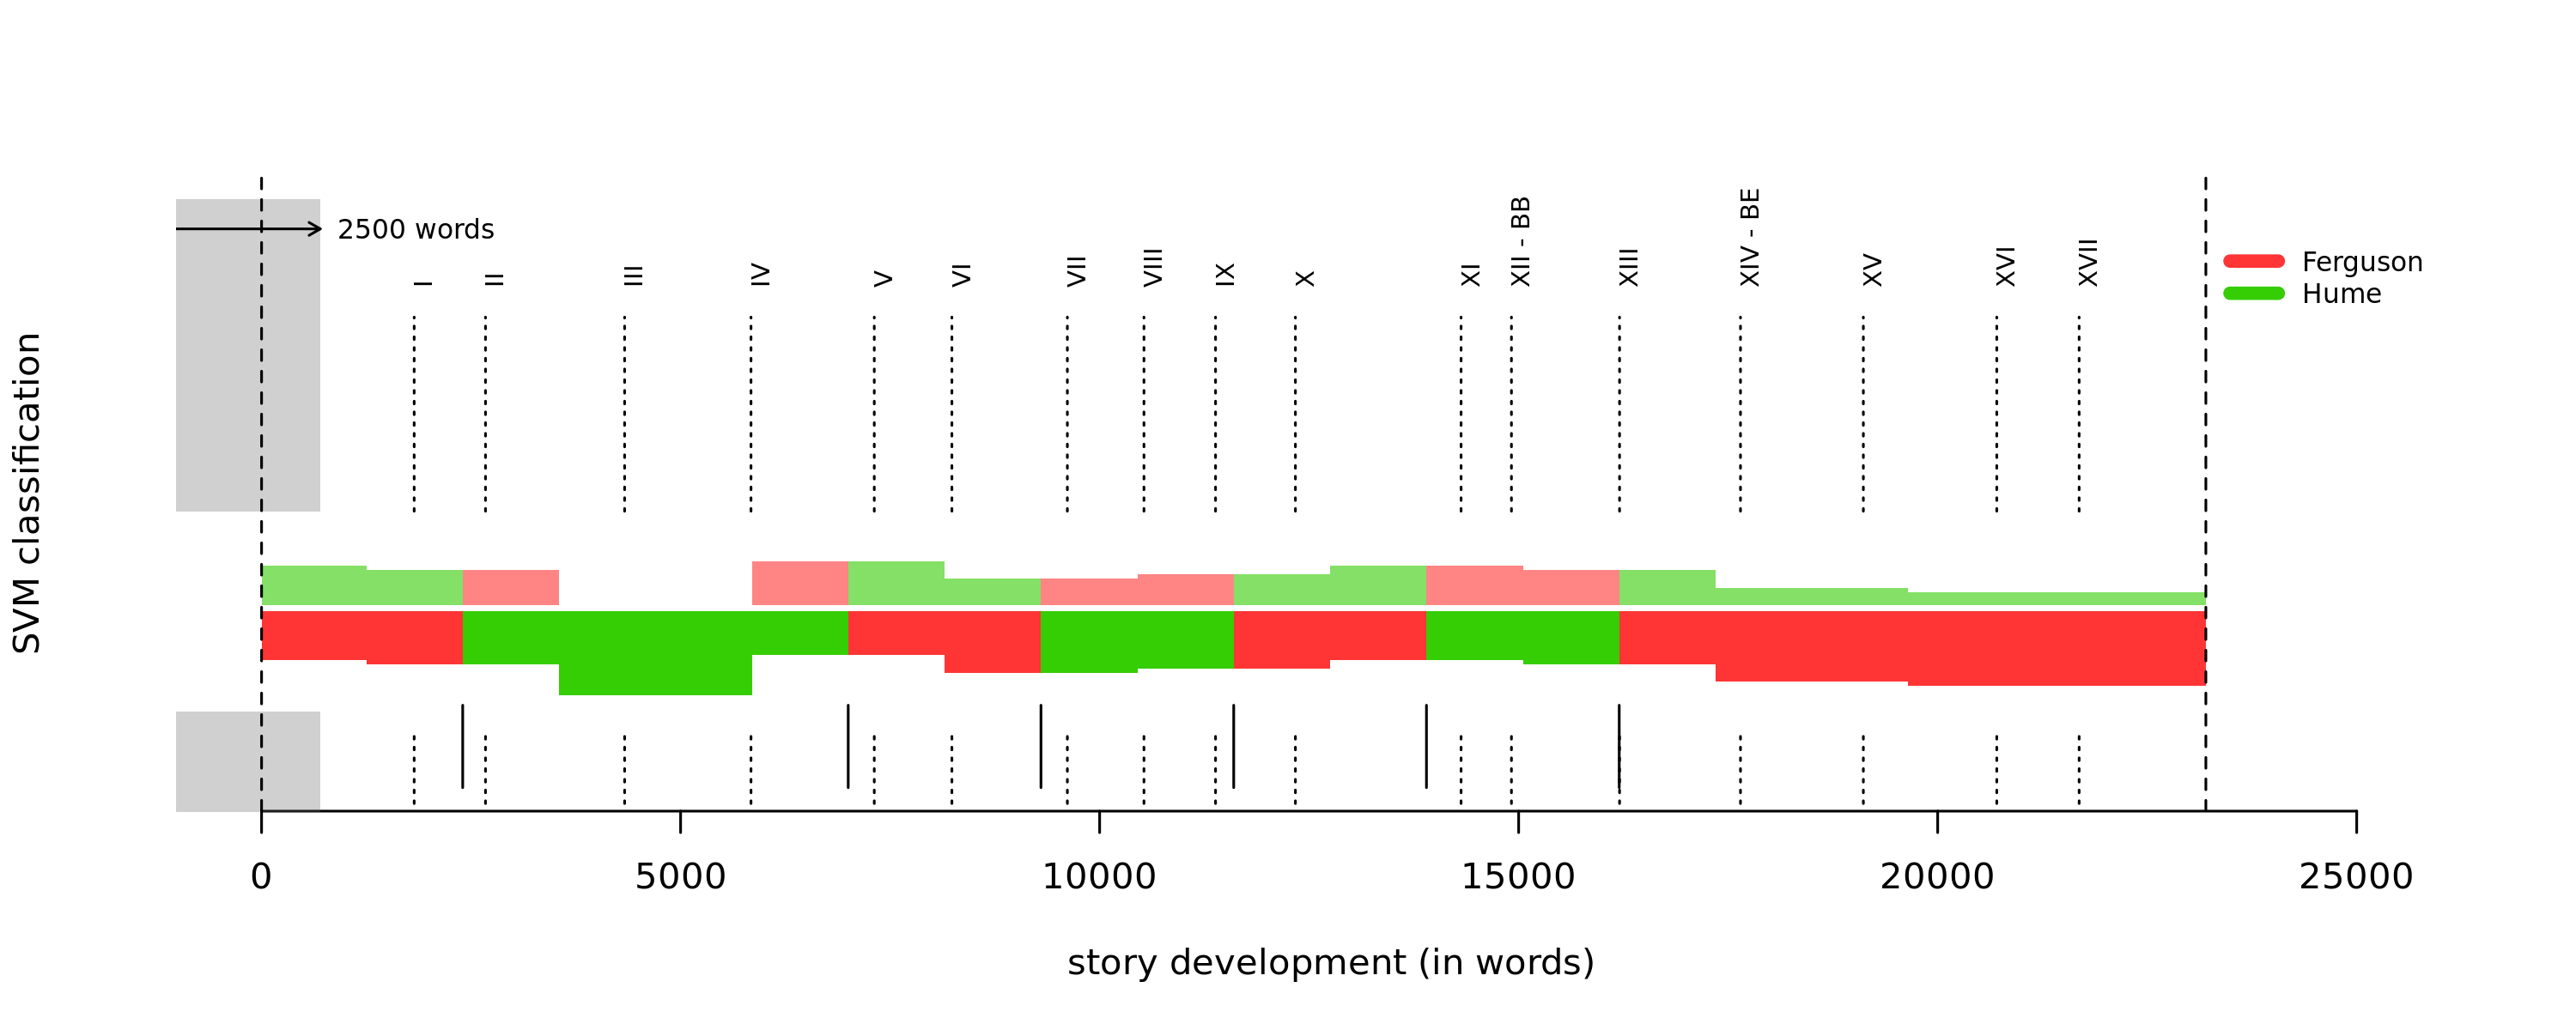 2500 words
I
II
III
IV
V
VI
VII
VIII
IX
X
XI
XII - BB
XIII
XIV - BE
XV
XVI
XVII
Ferguson
Hume
SVM classification
0
5000
10000
15000
20000
25000
story development (in words)